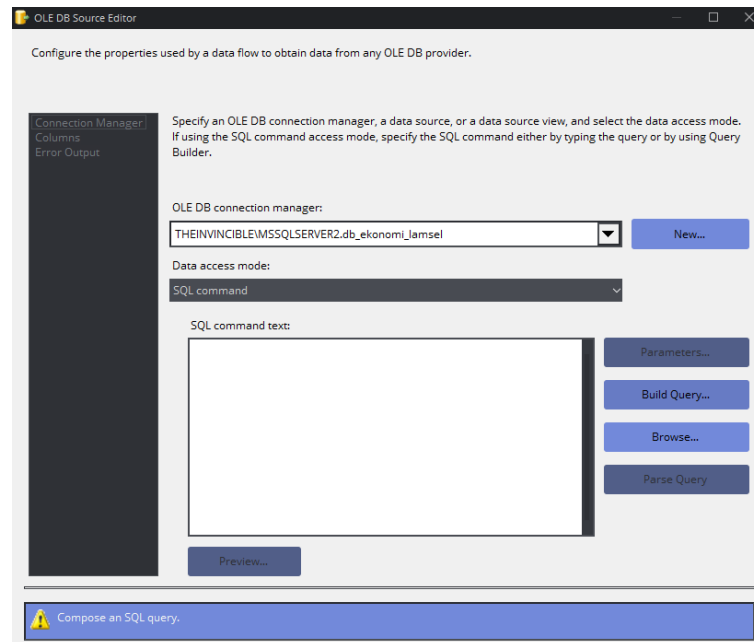 OLE DB Source Editor
Configure the properties used by a data flow to obtain data from any OLE DB provider.
Connection Manager
Columns
Error Output
Specify an OLE DB connection manager, a data source, or a data source view, and select the data access mode.
If using the SQL command access mode, specify the SQL command either by typing the query or by using Query
Builder.
OLE DB connection manager:
THEINVINCIBLE\MSSQLSERVER2.db_ekonomi_lamsel
New...
Data access mode:
SQL command
SQL command text:
Parameters...
Build Query...
Browse...
Parse Query
Preview...
Compose an SQL query.